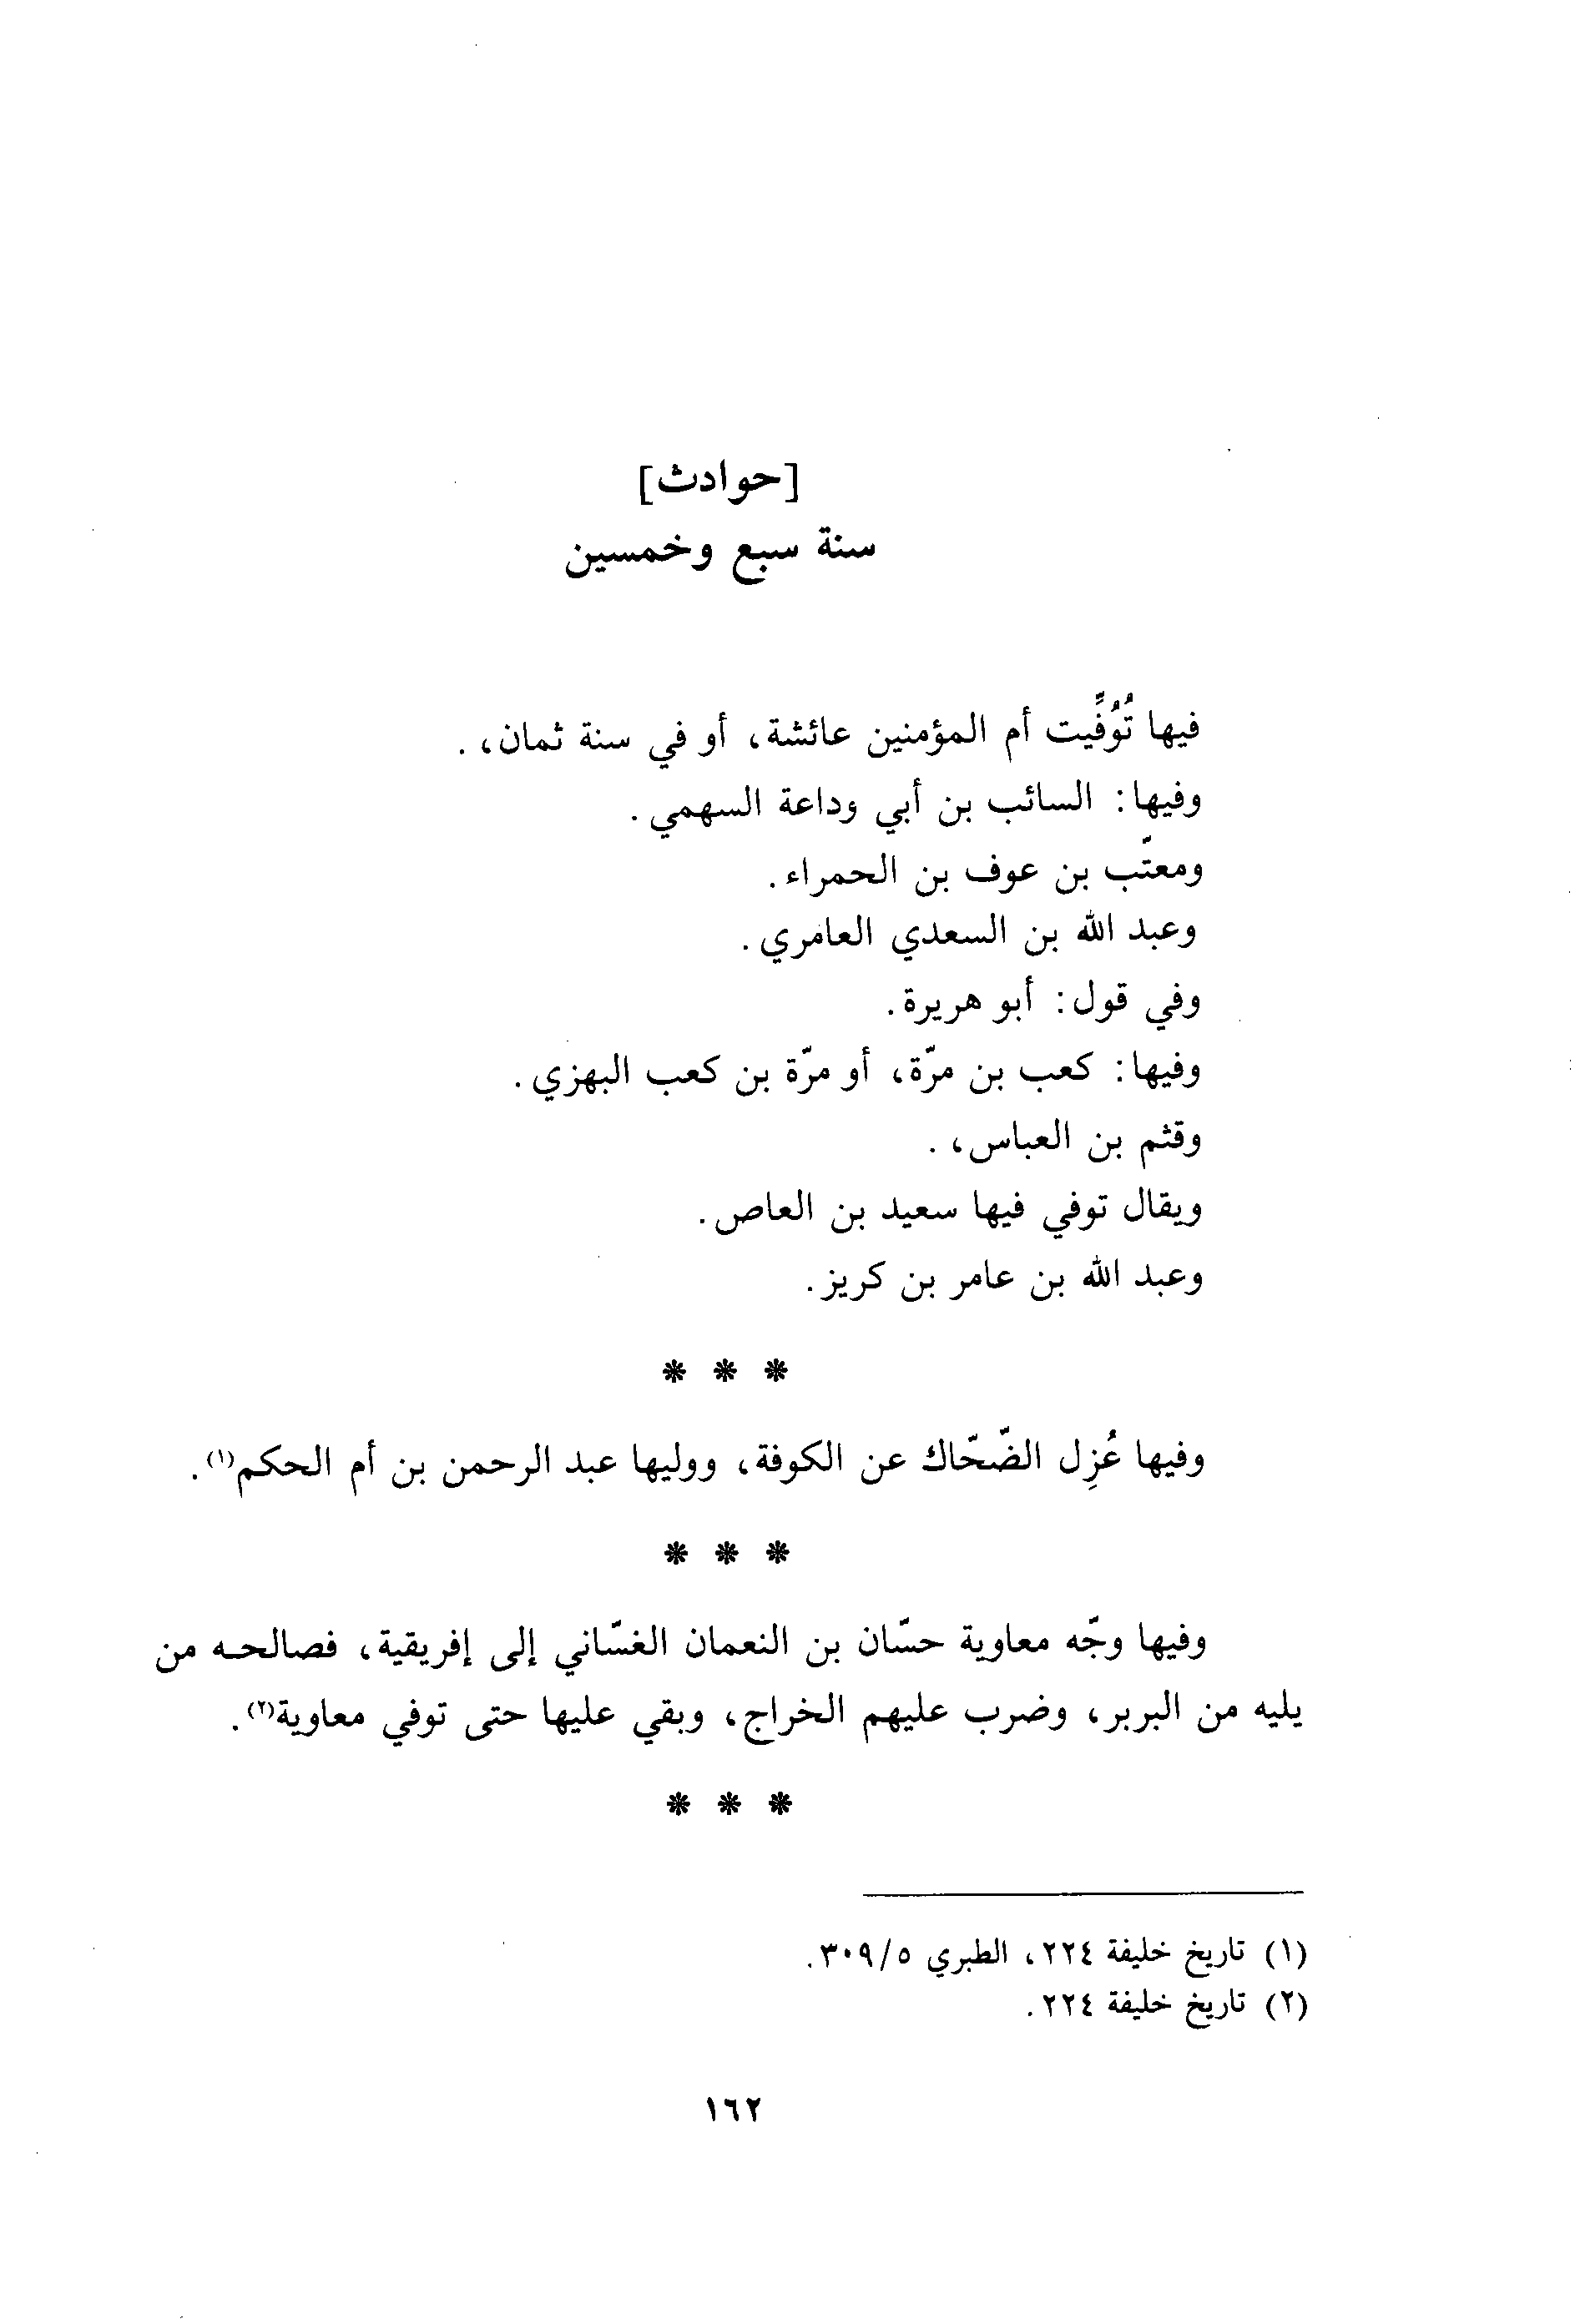 [حوادث]
سنة سبع وخمسين
فيها تُوُفِّيت أم المؤمنين عائشة، أو في سنة ثمان، .
وفيها: السائب بن أبي وداعة السهمي.
ومعتّب بن عوف بن الحمراء.
وعبد الله بن السعدي العامري.
وفي قول: أبو هريرة.
وفيها: كعب بن مرّة، أو مرّة بن كعب البهزي.
وقثم بن العباس، .
ويقال توفي فيها سعيد بن العاص.
وعبد الله بن عامر بن كريز.
* * *
وفيها عُزِل الضّحّاك عن الكوفة، ووليها عبد الرحمن بن أم الحكم(١).
* * *
وفيها وجّه معاوية حسّان بن النعمان الغسّاني إلى إفريقية، فصالحـه من
يليه من البربر، وضرب عليهم الخراج، وبقي عليها حتى توفي معاوية(٢).
* * *
(١) تاريخ خليفة ٢٢٤، الطبري ٣٠٩/٥.
(٢) تاريخ خليفة ٢٢٤.
١٦٢